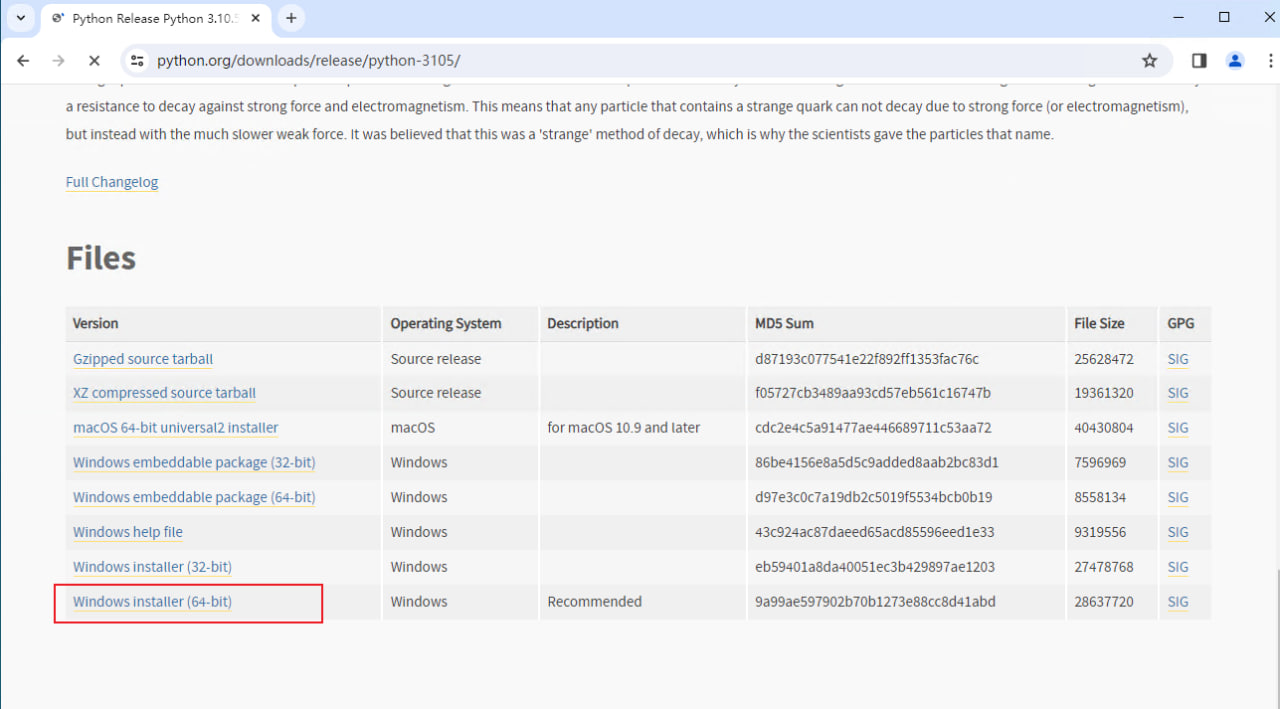 Python Release Python 3.10.5
python.org/downloads/release/python-3105/
a resistance to decay against strong force and electromagnetism. This means that any particle that contains a strange quark can not decay due to strong force (or electromagnetism),
but instead with the much slower weak force. It was believed that this was a 'strange' method of decay, which is why the scientists gave the particles that name.
Full Changelog
Files
Version Operating System Description MD5 Sum File Size GPG
Gzipped source tarball Source release d87193c077541e22f892ff1353fac76c 25628472 SIG
XZ compressed source tarball Source release f05727cb3489aa93cd57eb561c16747b 19361320 SIG
macOS 64-bit universal2 installer macOS for macOS 10.9 and later cdc2e4c5a91477ae446689711c53aa72 40430804 SIG
Windows embeddable package (32-bit) Windows 86be4156e8a5d5c9added8aab2bc83d1 7596969 SIG
Windows embeddable package (64-bit) Windows d97e3c0c7a19db2c5019f5534bcb0b19 8558134 SIG
Windows help file Windows 43c924ac87daeed65acd85596eed1e33 9319556 SIG
Windows installer (32-bit) Windows eb59401a8da40051ec3b429897ae1203 27478768 SIG
Windows installer (64-bit) Windows Recommended 9a99ae597902b70b1273e88cc8d41abd 28637720 SIG